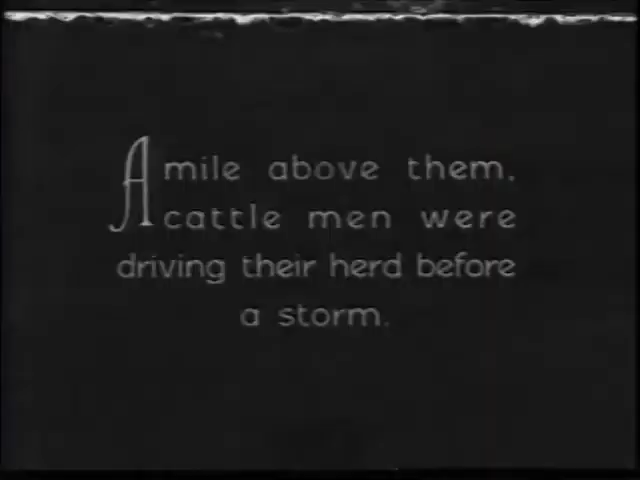 A mile above them,
cattle men were
driving their herd before
a storm.